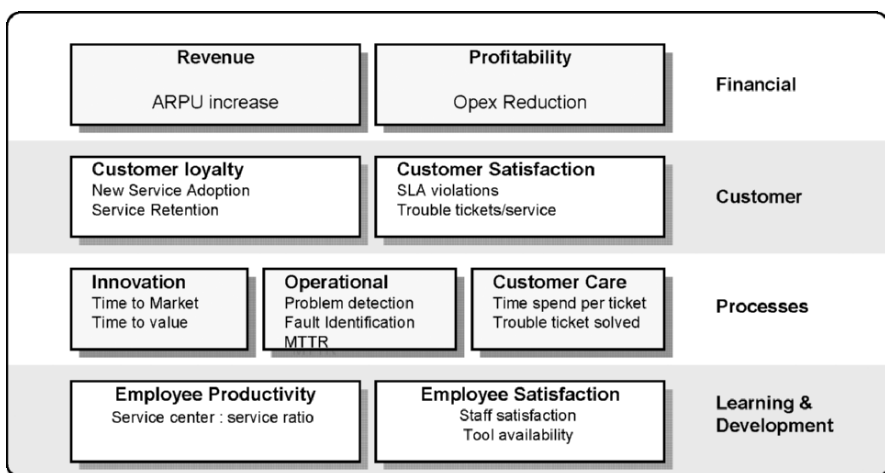 Revenue
ARPU increase
Profitability
Opex Reduction
Financial
Customer loyalty
New Service Adoption
Service Retention
Customer Satisfaction
SLA violations
Trouble tickets/service
Customer
Innovation
Time to Market
Time to value
Operational
Problem detection
Fault Identification
MTTR
Customer Care
Time spend per ticket
Trouble ticket solved
Processes
Employee Productivity
Service center : service ratio
Employee Satisfaction
Staff satisfaction
Tool availability
Learning &
Development